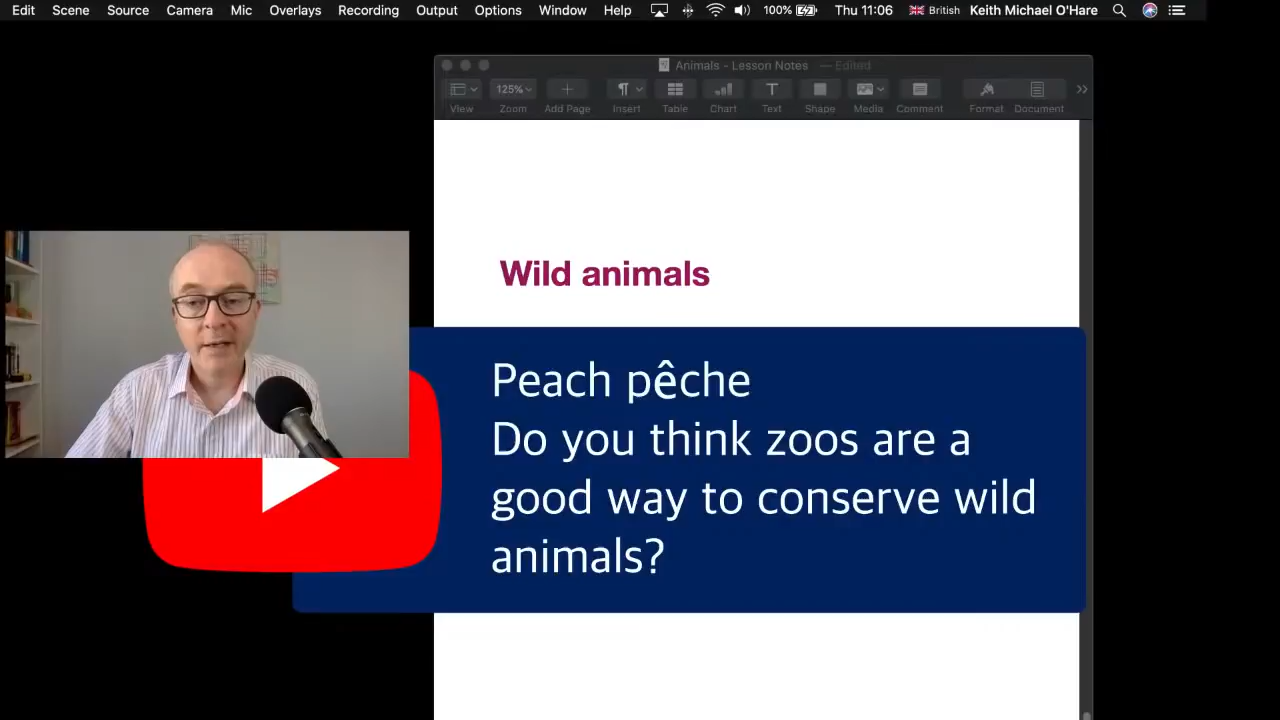 Edit Scene Source Camera Mic Overlays Recording Output Options Window Help 100% Thu 11:06 British Keith Michael O'Hare
Animals - Lesson Notes — Edited
125%
View Zoom Add Page Insert Table Chart Text Shape Media Comment Format Document
Wild animals
Peach pêche
Do you think zoos are a
good way to conserve wild
animals?